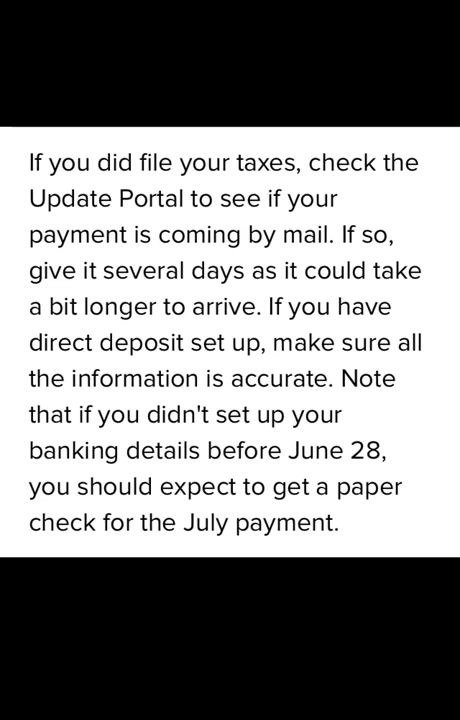 If you did file your taxes, check the
Update Portal to see if your
payment is coming by mail. If so,
give it several days as it could take
a bit longer to arrive. If you have
direct deposit set up, make sure all
the information is accurate. Note
that if you didn't set up your
banking details before June 28,
you should expect to get a paper
check for the July payment.